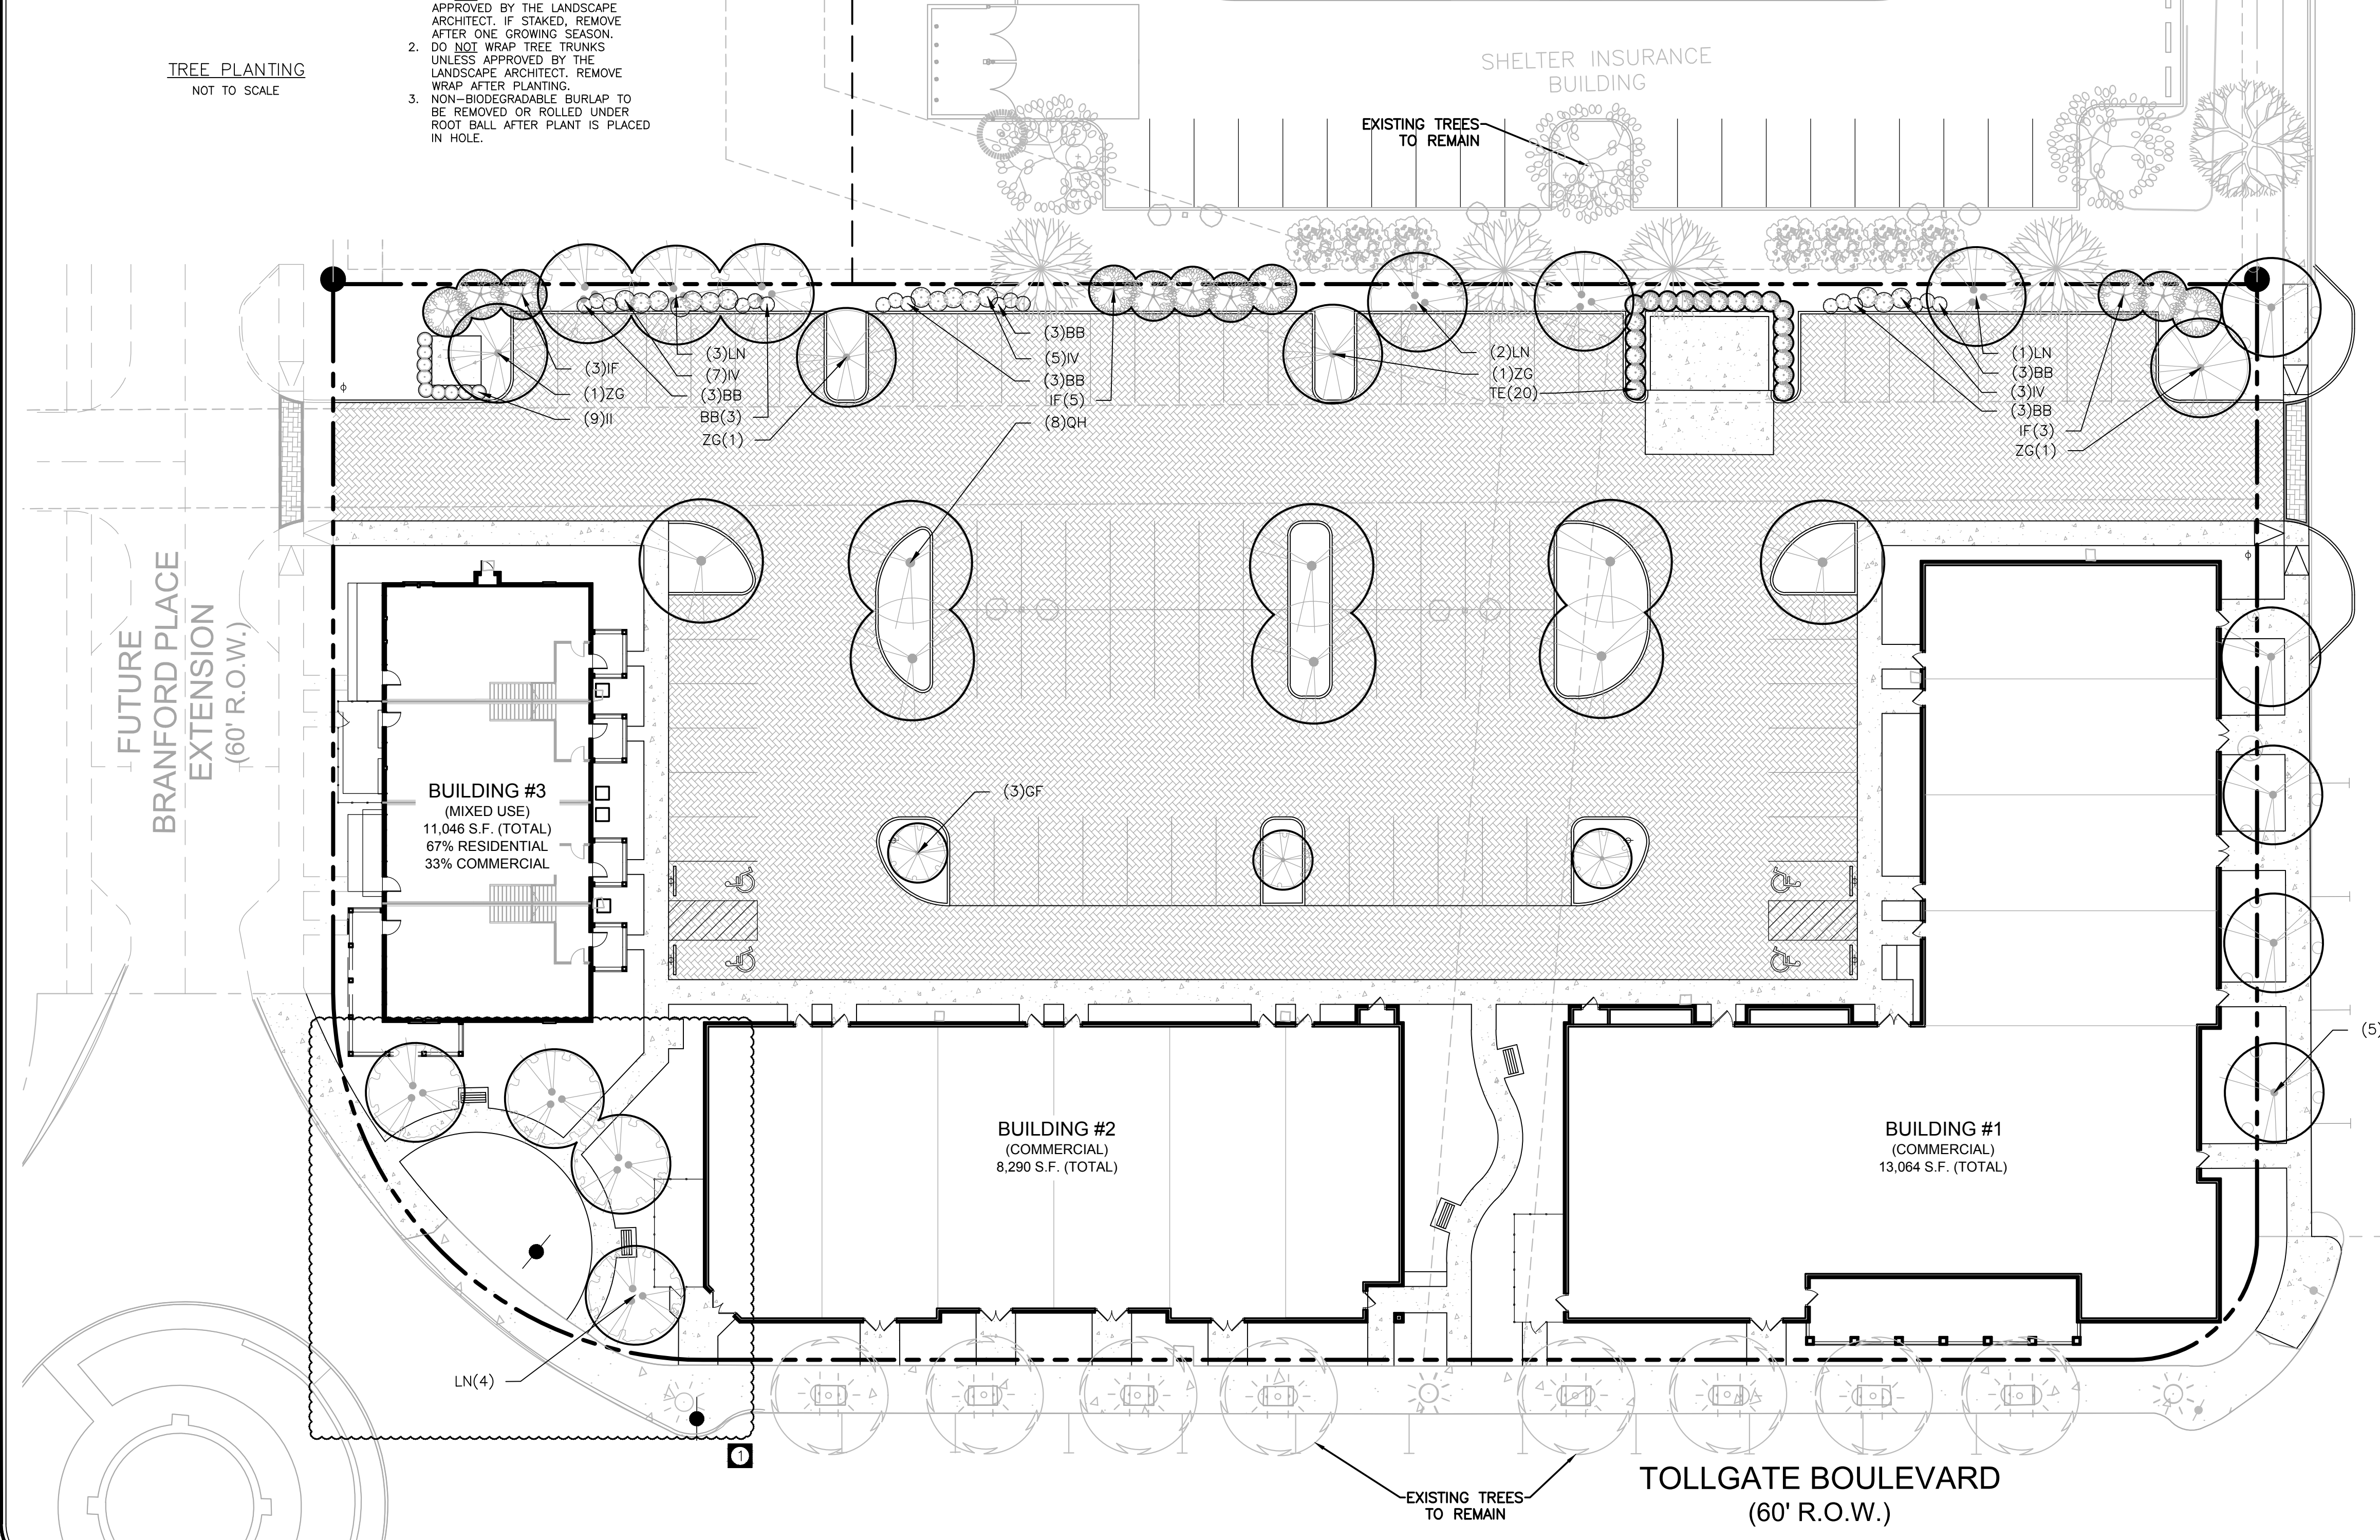 APPROVED BY THE LANDSCAPE
ARCHITECT. IF STAKED, REMOVE
AFTER ONE GROWING SEASON.
2. DO NOT WRAP TREE TRUNKS
UNLESS APPROVED BY THE
LANDSCAPE ARCHITECT. REMOVE
WRAP AFTER PLANTING.
3. NON-BIODEGRADABLE BURLAP TO
BE REMOVED OR ROLLED UNDER
ROOT BALL AFTER PLANT IS PLACED
IN HOLE.
TREE PLANTING
NOT TO SCALE
SHELTER INSURANCE
BUILDING
EXISTING TREES
TO REMAIN
(3)IF
(1)ZG
(9)II
(3)LN
(7)IV
(3)BB
BB(3)
ZG(1)
(3)BB
(5)IV
(3)BB
IF(5)
(8)QH
(2)LN
(1)ZG
TE(20)
(1)LN
(3)BB
(3)IV
(3)BB
IF(3)
ZG(1)
FUTURE
BRANFORD PLACE
EXTENSION
(60' R.O.W.)
BUILDING #3
(MIXED USE)
11,046 S.F. (TOTAL)
67% RESIDENTIAL
33% COMMERCIAL
(3)GF
(5)
BUILDING #2
(COMMERCIAL)
8,290 S.F. (TOTAL)
BUILDING #1
(COMMERCIAL)
13,064 S.F. (TOTAL)
LN(4)
1
EXISTING TREES
TO REMAIN
TOLLGATE BOULEVARD
(60' R.O.W.)